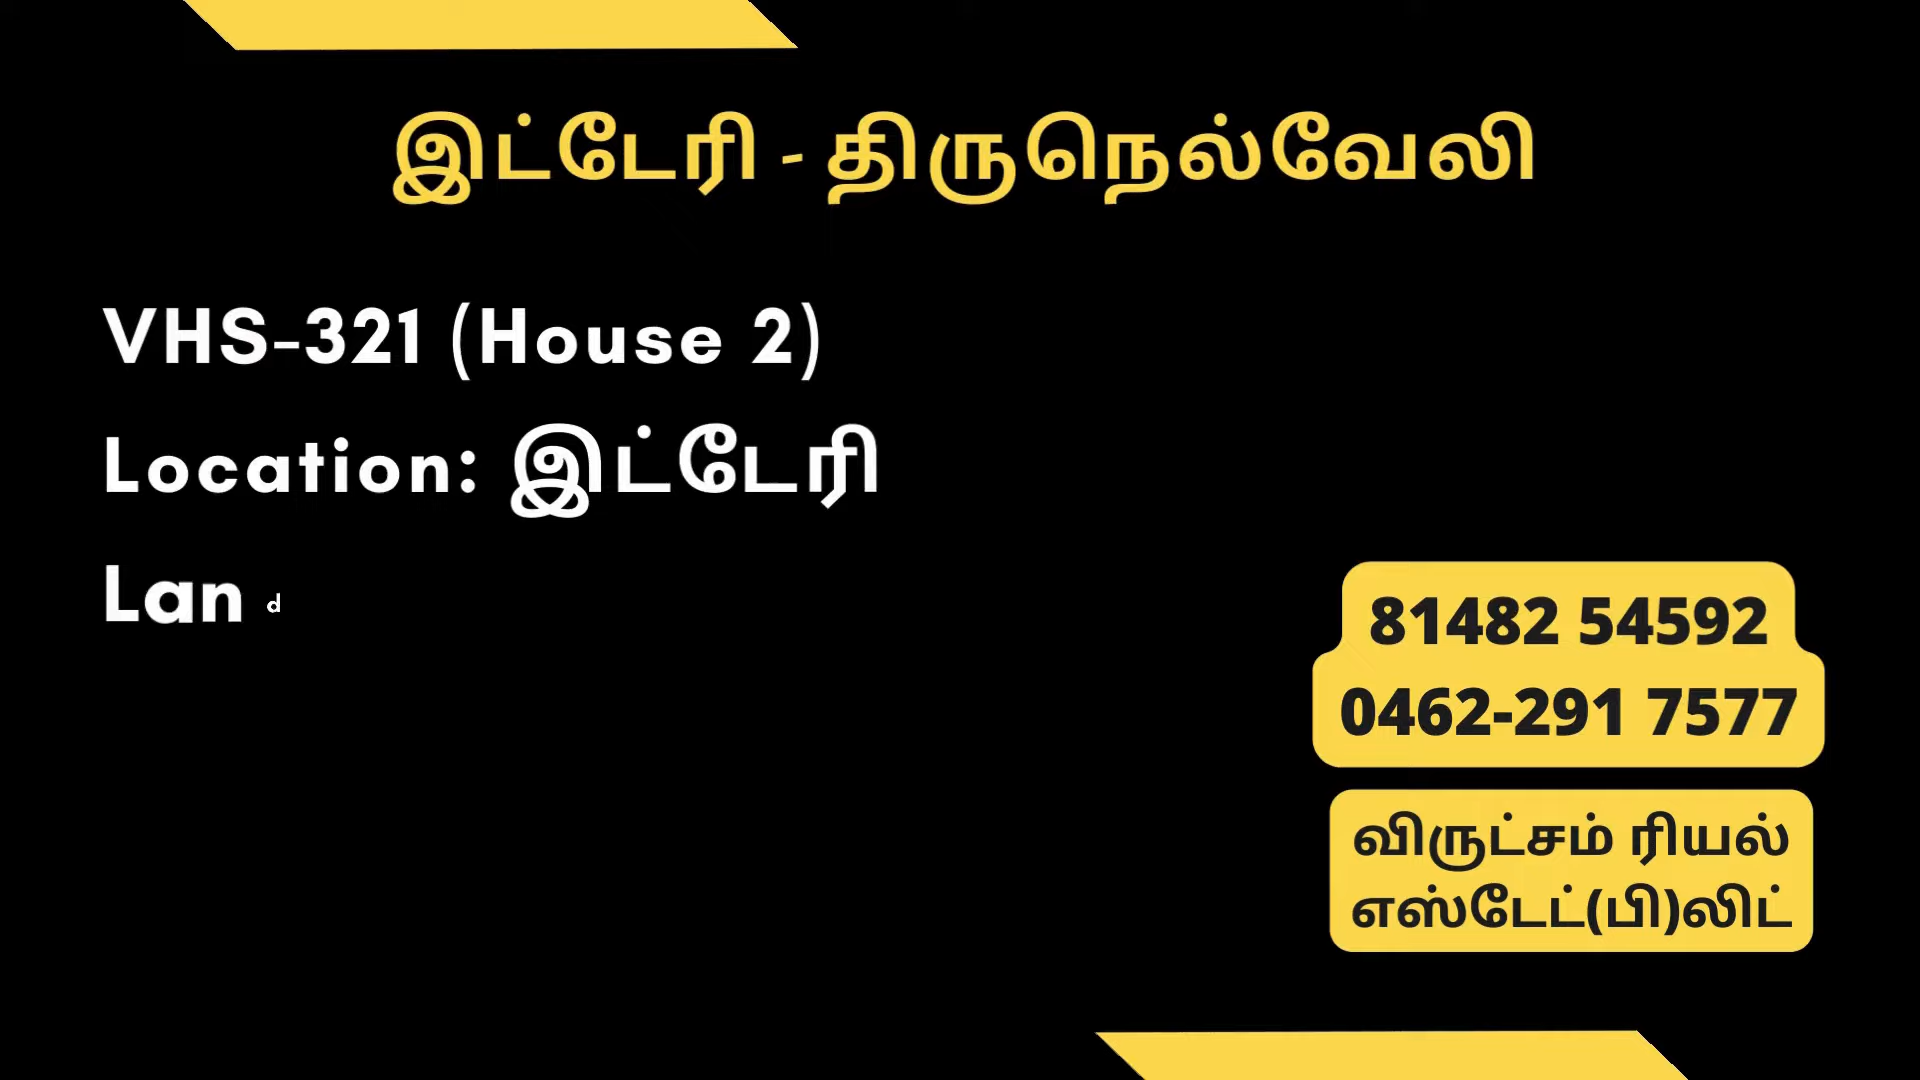 இட்டேரி - திருநெல்வேலி
VHS-321 (House 2)
Location: இட்டேரி
Lan d
81482 54592
0462-291 7577
விருட்சம் ரியல்
எஸ்டேட்(பி)லிட்